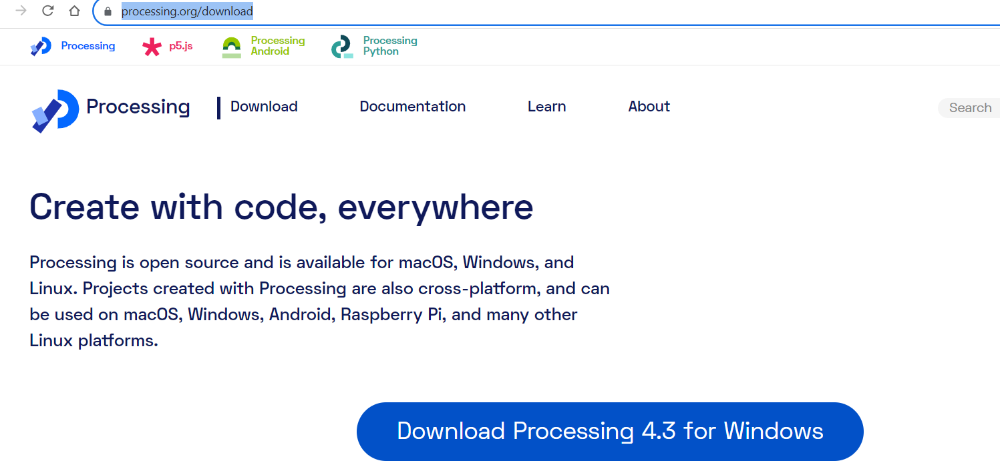 processing.org/download
Processing
p5.js
Processing
Android
Processing
Python
Processing
Download
Documentation
Learn
About
Search
Create with code, everywhere
Processing is open source and is available for macOS, Windows, and
Linux. Projects created with Processing are also cross-platform, and can
be used on macOS, Windows, Android, Raspberry Pi, and many other
Linux platforms.
Download Processing 4.3 for Windows